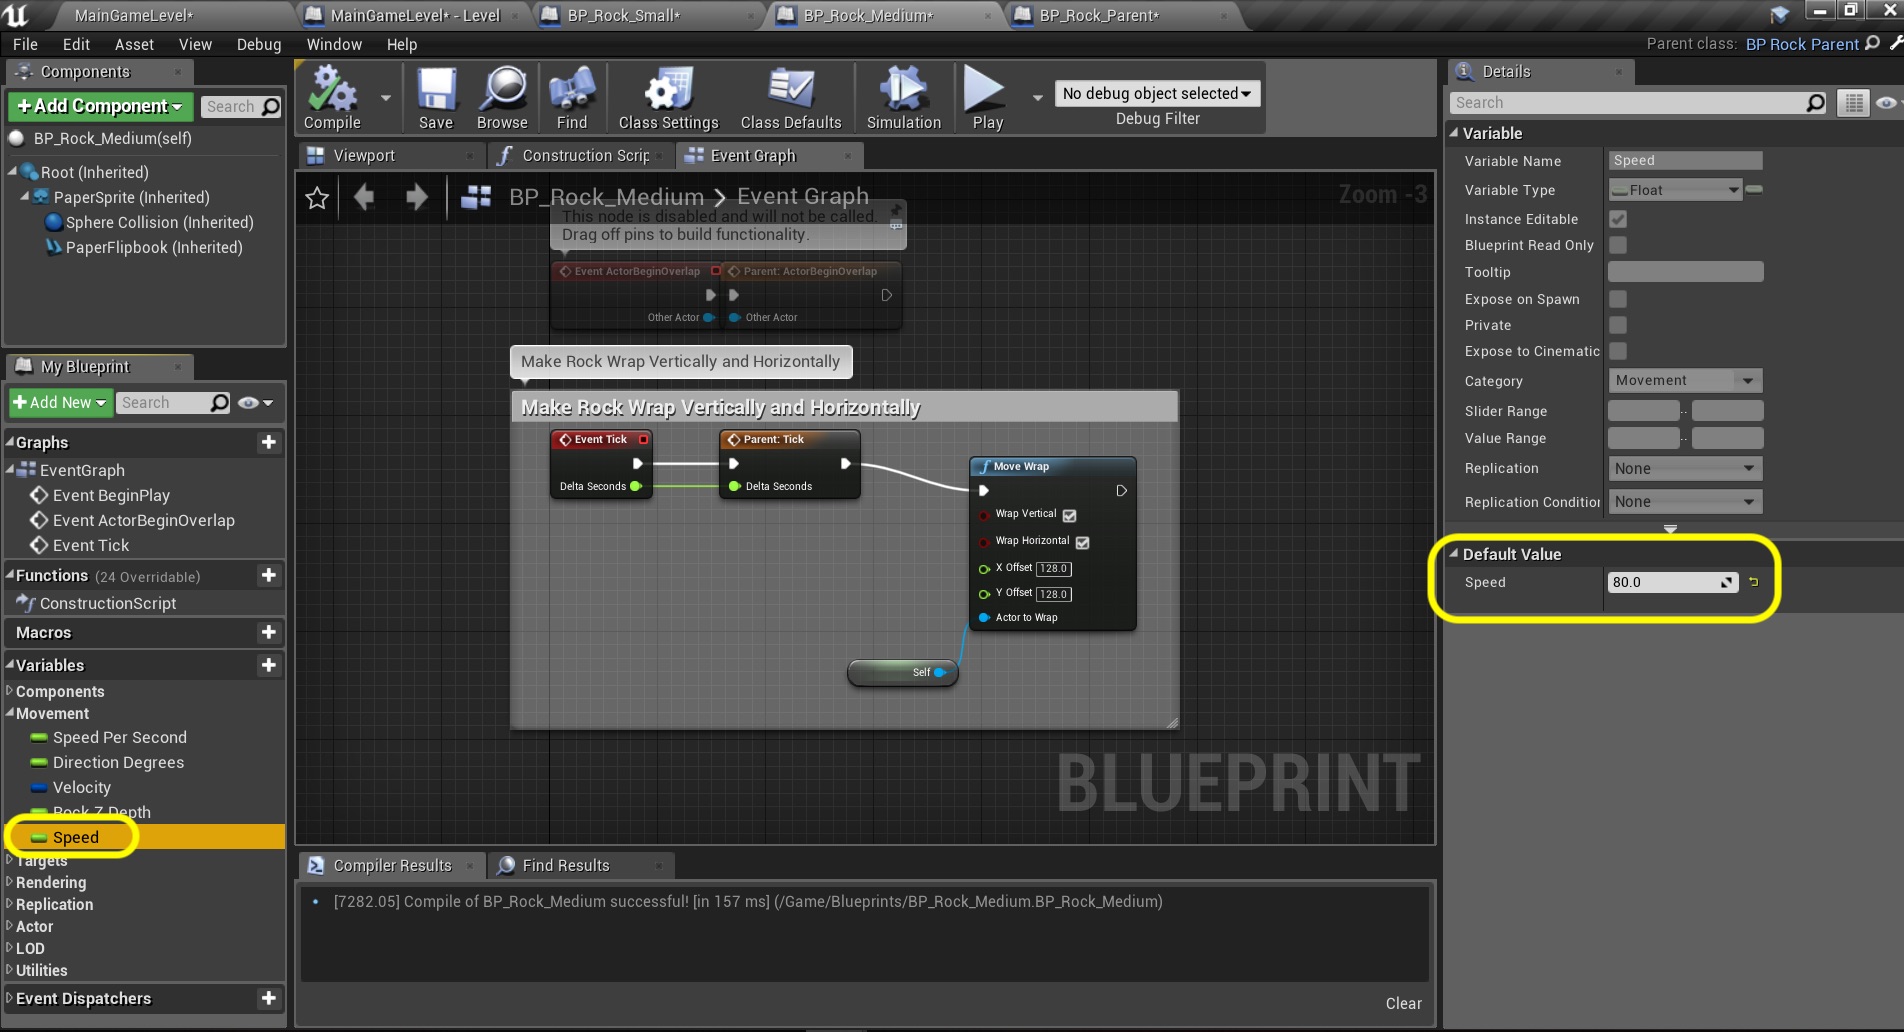 MainGameLevel*
MainGameLevel* - Level
BP_Rock_Small*
BP_Rock_Medium*
BP_Rock_Parent*
File Edit Asset View Debug Window Help
Parent class: BP Rock Parent
Components
+Add Component
Search
BP_Rock_Medium(self)
Root (Inherited)
PaperSprite (Inherited)
Sphere Collision (Inherited)
PaperFlipbook (Inherited)
My Blueprint
+Add New
Search
Graphs
EventGraph
Event BeginPlay
Event ActorBeginOverlap
Event Tick
Functions (24 Overridable)
ConstructionScript
Macros
Variables
Components
Movement
Speed Per Second
Direction Degrees
Velocity
Rock Z Depth
Speed
Targets
Rendering
Replication
Actor
LOD
Utilities
Event Dispatchers
Compile
Save
Browse
Find
Class Settings
Class Defaults
Simulation
Play
No debug object selected
Debug Filter
Viewport
Construction Scrip
Event Graph
BP_Rock_Medium > Event Graph
Zoom -3
This node is disabled and will not be called.
Drag off pins to build functionality.
Event ActorBeginOverlap
Other Actor
Parent: ActorBeginOverlap
Other Actor
Make Rock Wrap Vertically and Horizontally
Make Rock Wrap Vertically and Horizontally
Event Tick
Delta Seconds
Parent: Tick
Delta Seconds
Move Wrap
Wrap Vertical
Wrap Horizontal
X Offset 128.0
Y Offset 128.0
Actor to Wrap
Self
BLUEPRINT
Compiler Results
Find Results
[7282.05] Compile of BP_Rock_Medium successful! [in 157 ms] (/Game/Blueprints/BP_Rock_Medium.BP_Rock_Medium)
Clear
Details
Search
Variable
Variable Name Speed
Variable Type Float
Instance Editable
Blueprint Read Only
Tooltip
Expose on Spawn
Private
Expose to Cinematic
Category Movement
Slider Range ..
Value Range ..
Replication None
Replication Condition None
Default Value
Speed 80.0